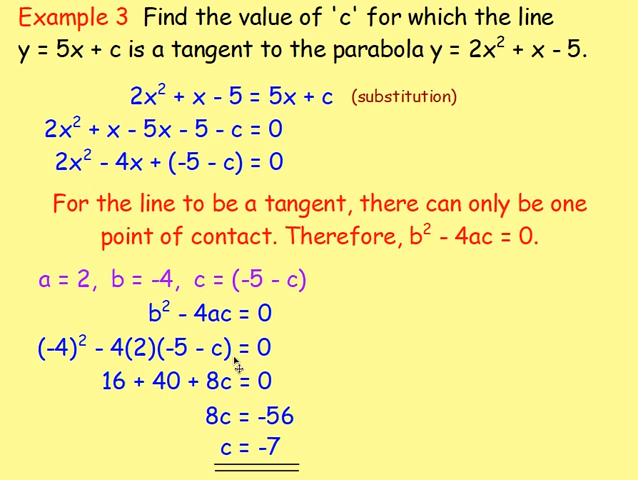 Example 3 Find the value of 'c' for which the line
y = 5x + c is a tangent to the parabola y = 2x² + x - 5.
2x² + x - 5 = 5x + c (substitution)
2x² + x - 5x - 5 - c = 0
2x² - 4x + (-5 - c) = 0
For the line to be a tangent, there can only be one
point of contact. Therefore, b² - 4ac = 0.
a = 2, b = -4, c = (-5 - c)
b² - 4ac = 0
(-4)² - 4(2)(-5 - c) = 0
16 + 40 + 8c = 0
8c = -56
c = -7